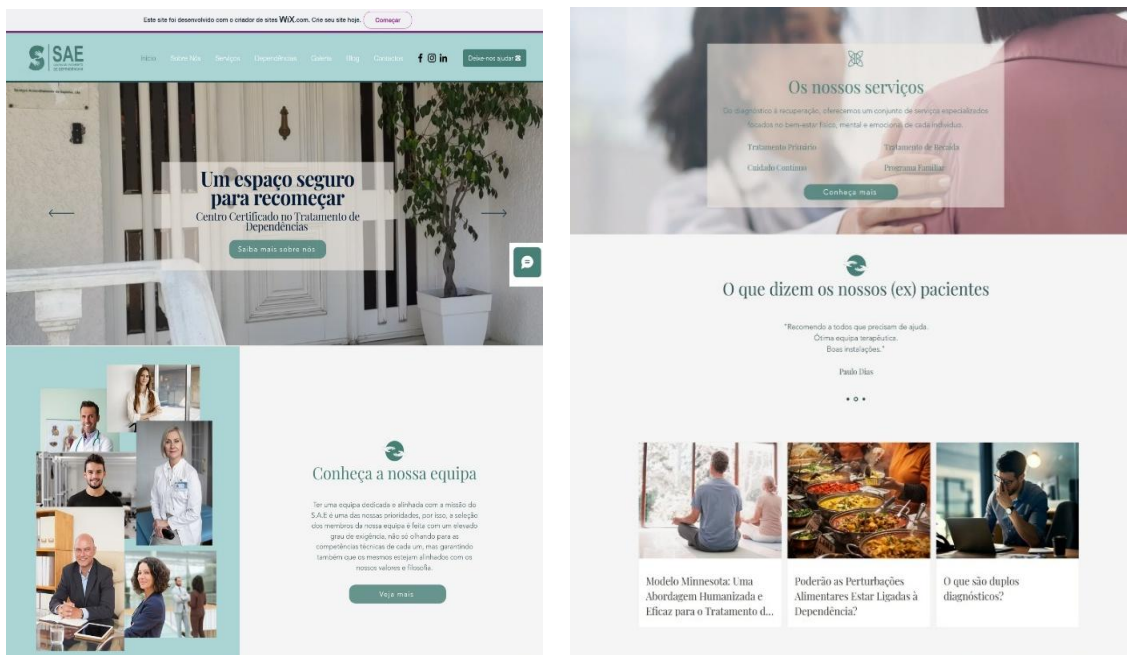 Este site foi desenvolvido com o criador de sites WiX.com. Crie seu site hoje. Começar
SAE
Início Sobre Nós Serviços Dependências Galeria Blog Contactos Deixe-nos ajudar
Um espaço seguro
para recomeçar
Centro Certificado no Tratamento de
Dependências
Saiba mais sobre nós
Conheça a nossa equipa
Ter uma equipa dedicada e alinhada com a missão do
S.A.E é uma das nossas prioridades, por isso, a seleção
dos membros da nossa equipa é feita com um elevado
grau de exigência, não só olhando para as
competências técnicas de cada um, mas garantindo
também que os mesmos estejam alinhados com os
nossos valores e filosofia.
Veja mais
Os nossos serviços
Do diagnóstico à recuperação, oferecemos um conjunto de serviços especializados
focados no bem-estar físico, mental e emocional de cada indivíduo.
Tratamento Primário Tratamento de Recaída
Cuidado Contínuo Programa Familiar
Conheça mais
O que dizem os nossos (ex) pacientes
"Recomendo a todos que precisam de ajuda.
Ótima equipa terapêutica.
Boas instalações."
Paulo Dias
Modelo Minnesota: Uma
Abordagem Humanizada e
Eficaz para o Tratamento d...
Poderão as Perturbações
Alimentares Estar Ligadas à
Dependência?
O que são duplos
diagnósticos?